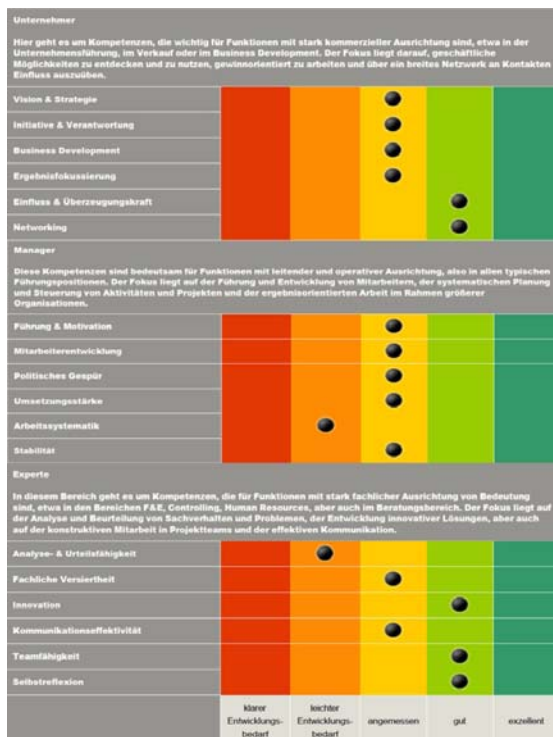 Unternehmer
Hier geht es um Kompetenzen, die wichtig für Funktionen mit stark kommerzieller Ausrichtung sind, etwa in der
Unternehmensführung, im Verkauf oder im Business Development. Der Fokus liegt darauf, geschäftliche
Möglichkeiten zu entdecken und zu nutzen, gewinnorientiert zu arbeiten und über ein breites Netzwerk an Kontakten
Einfluss auszuüben.
Vision & Strategie
Initiative & Verantwortung
Business Development
Ergebnisfokussierung
Einfluss & Überzeugungskraft
Networking
Manager
Diese Kompetenzen sind bedeutsam für Funktionen mit leitender und operativer Ausrichtung, also in allen typischen
Führungspositionen. Der Fokus liegt auf der Führung und Entwicklung von Mitarbeitern, der systematischen Planung
und Steuerung von Aktivitäten und Projekten und der ergebnisorientierten Arbeit im Rahmen größerer
Organisationen.
Führung & Motivation
Mitarbeiterentwicklung
Politisches Gespür
Umsetzungsstärke
Arbeitssystematik
Stabilität
Experte
In diesem Bereich geht es um Kompetenzen, die für Funktionen mit stark fachlicher Ausrichtung von Bedeutung
sind, etwa in den Bereichen F&E, Controlling, Human Resources, aber auch im Beratungsbereich. Der Fokus liegt auf
der Analyse und Beurteilung von Sachverhalten und Problemen, der Entwicklung innovativer Lösungen, aber auch
auf der konstruktiven Mitarbeit in Projektteams und der effektiven Kommunikation.
Analyse- & Urteilsfähigkeit
Fachliche Versiertheit
Innovation
Kommunikationseffektivität
Teamfähigkeit
Selbstreflexion
klarer
Entwicklungs-
bedarf
leichter
Entwicklungs-
bedarf
angemessen
gut
exzellent